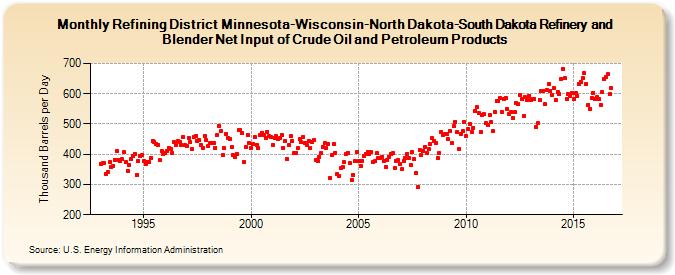 Monthly Refining District Minnesota-Wisconsin-North Dakota-South Dakota Refinery and
Blender Net Input of Crude Oil and Petroleum Products
Thousand Barrels per Day
700
600
500
400
300
200
1995
2000
2005
2010
2015
Source: U.S. Energy Information Administration